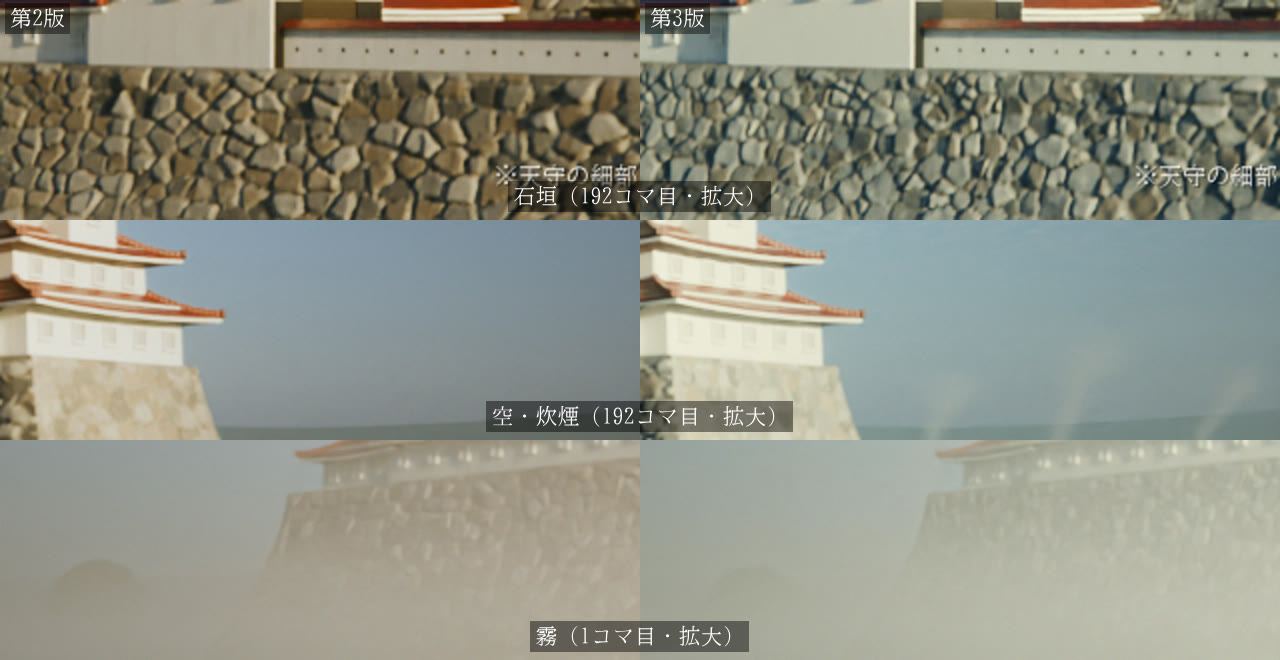 第2版
第3版
※天守の細部
※天守の細部
石垣（192コマ目・拡大）
空・炊煙（192コマ目・拡大）
霧（1コマ目・拡大）